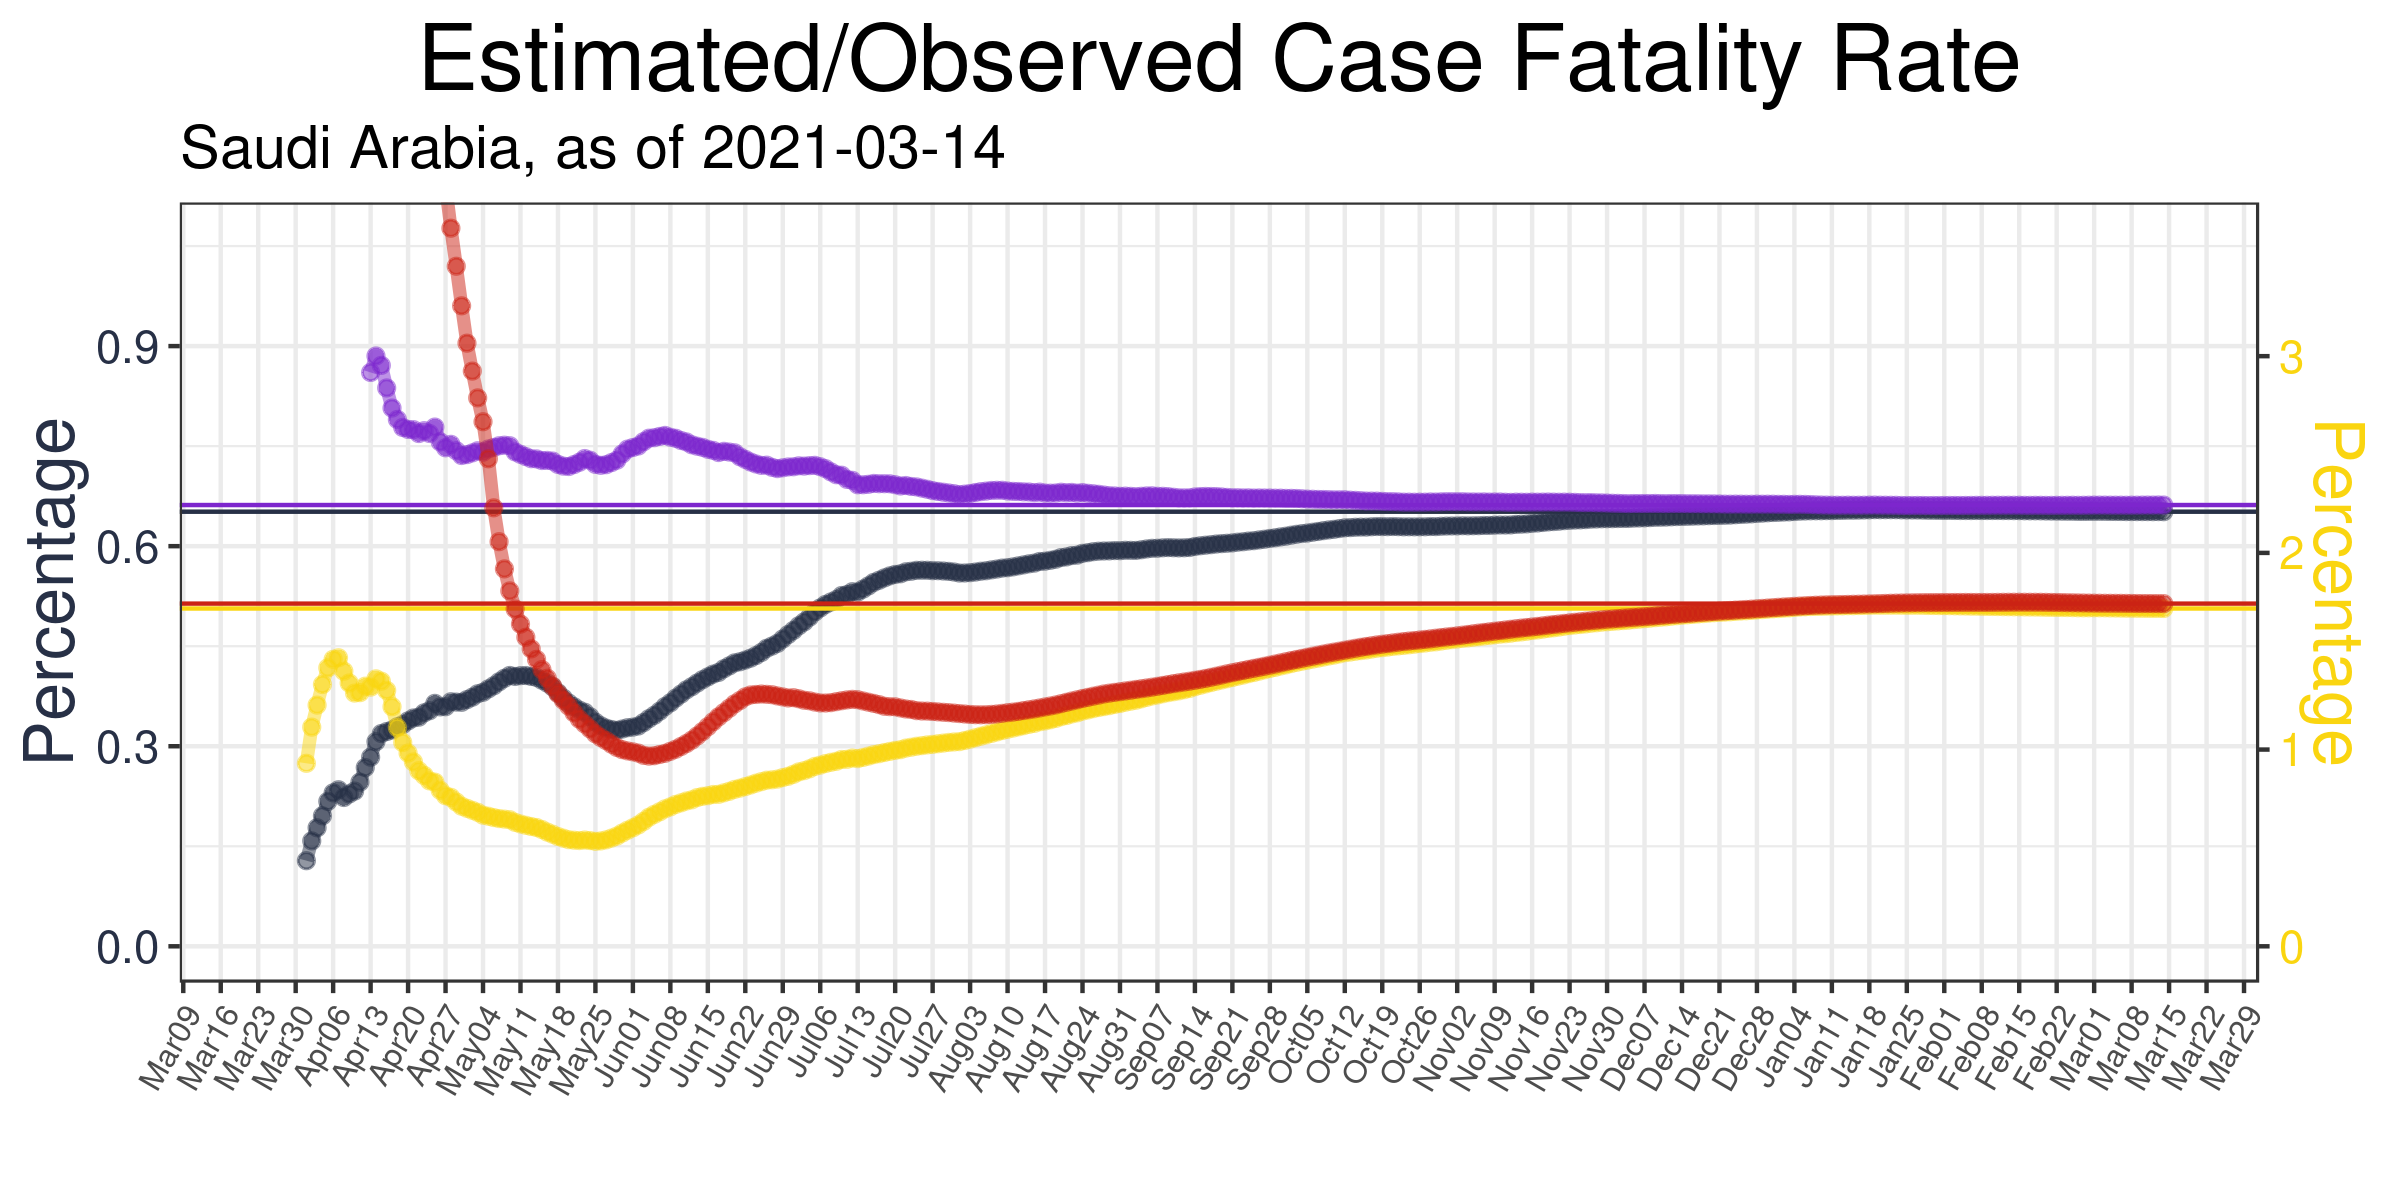 Estimated/Observed Case Fatality Rate
Saudi Arabia, as of 2021-03-14
Percentage
0.9
0.6
0.3
0.0
3
2
1
0
Percentage
Mar09
Mar16
Mar23
Mar30
Apr06
Apr13
Apr20
Apr27
May04
May11
May18
May25
Jun01
Jun08
Jun15
Jun22
Jun29
Jul06
Jul13
Jul20
Jul27
Aug03
Aug10
Aug17
Aug24
Aug31
Sep07
Sep14
Sep21
Sep28
Oct05
Oct12
Oct19
Oct26
Nov02
Nov09
Nov16
Nov23
Nov30
Dec07
Dec14
Dec21
Dec28
Jan04
Jan11
Jan18
Jan25
Feb01
Feb08
Feb15
Feb22
Mar01
Mar08
Mar15
Mar22
Mar29